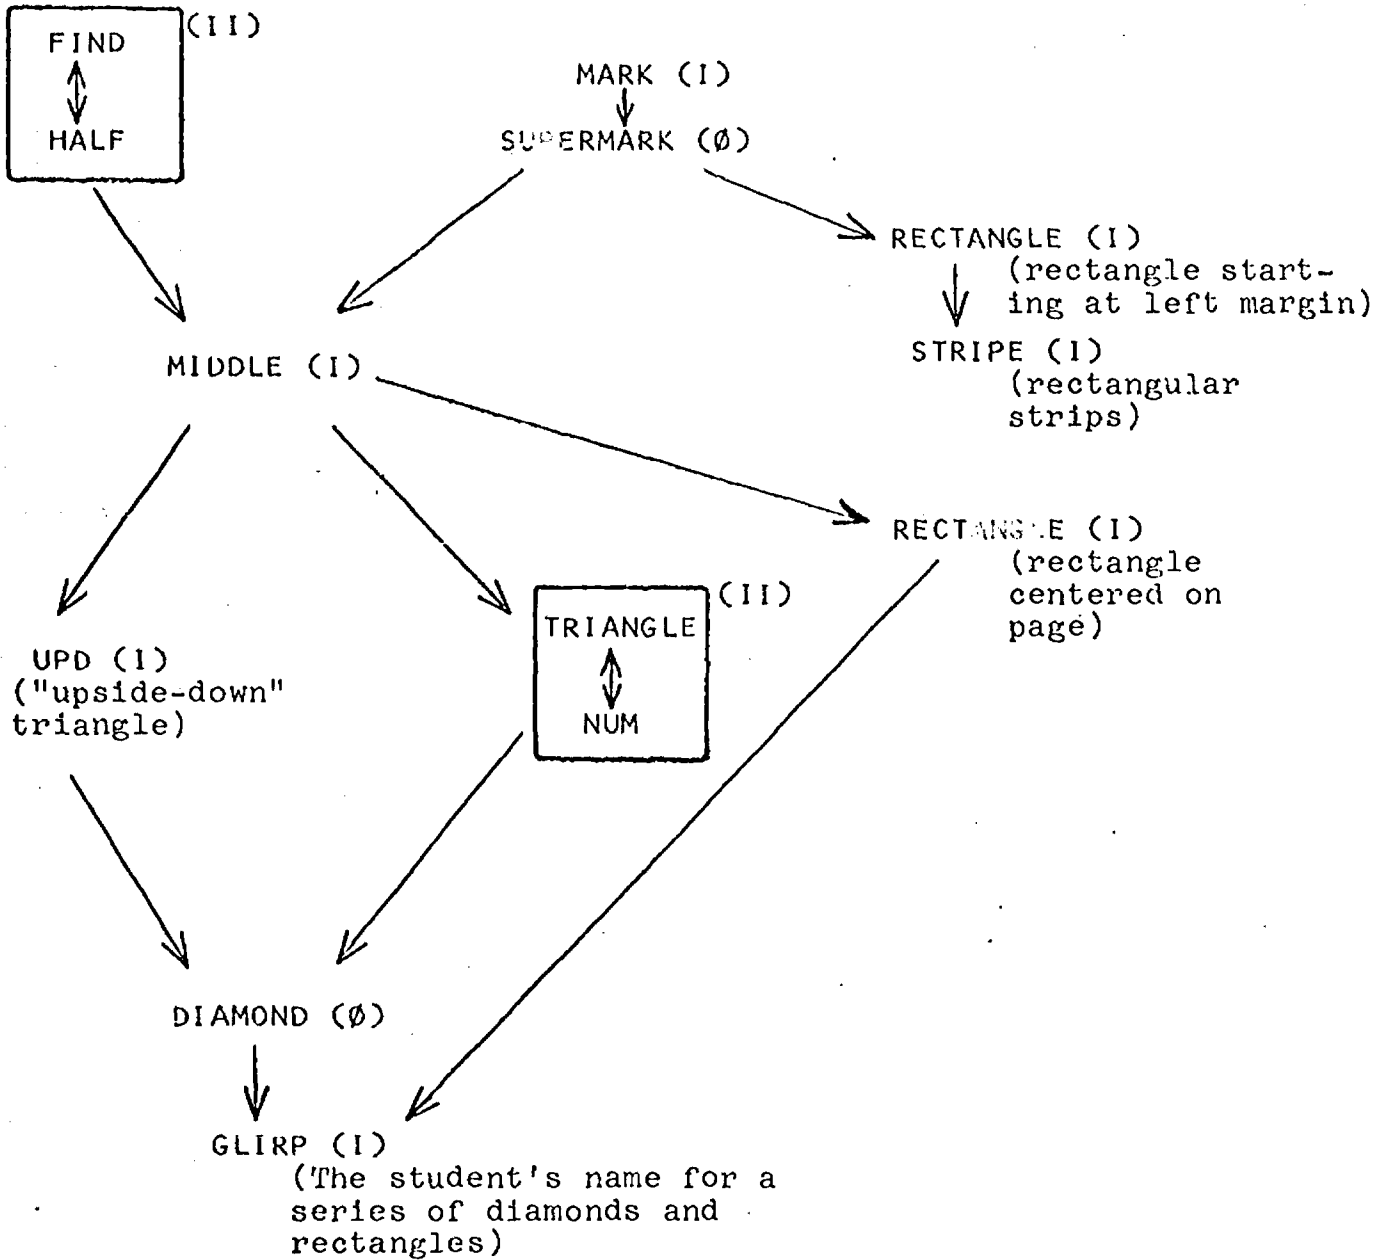 FIND
HALF
(II)
MARK (I)
SUPERMARK (Ø)
RECTANGLE (I)
(rectangle start-
ing at left margin)
STRIPE (I)
(rectangular
strips)
MIDDLE (I)
RECTANGLE (I)
(rectangle
centered on
page)
UPD (I)
("upside-down"
triangle)
TRIANGLE
NUM
(II)
DIAMOND (Ø)
GLIRP (I)
(The student's name for a
series of diamonds and
rectangles)